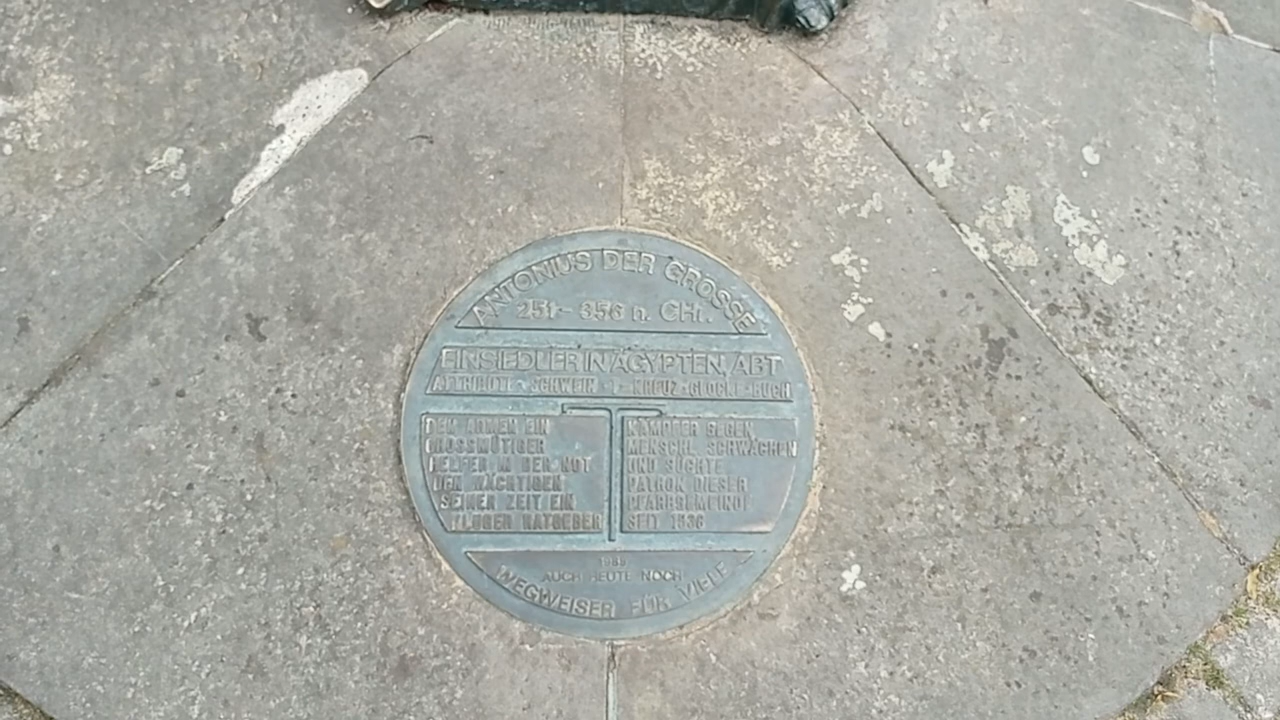 ANTONIUS DER GROSSE
251 - 356 n. CHr.
EINSIEDLER IN ÄGYPTEN, ABT
ATTRIBUTE - SCHWEIN - T - KREUZ - GLOCKE - BUCH
DEN ARMEN EIN
GROSSMÜTIGER
HELFER IN DER NOT
DEN MÄCHTIGEN
SEINER ZEIT EIN
KLUGER RATGEBER
KÄMPFER GEGEN
MENSCHL. SCHWÄCHEN
UND SÜCHTE
PATRON DIESER
PFARRGEMEINDE
SEIT 1536
1989
AUCH HEUTE NOCH
WEGWEISER FÜR VIELE